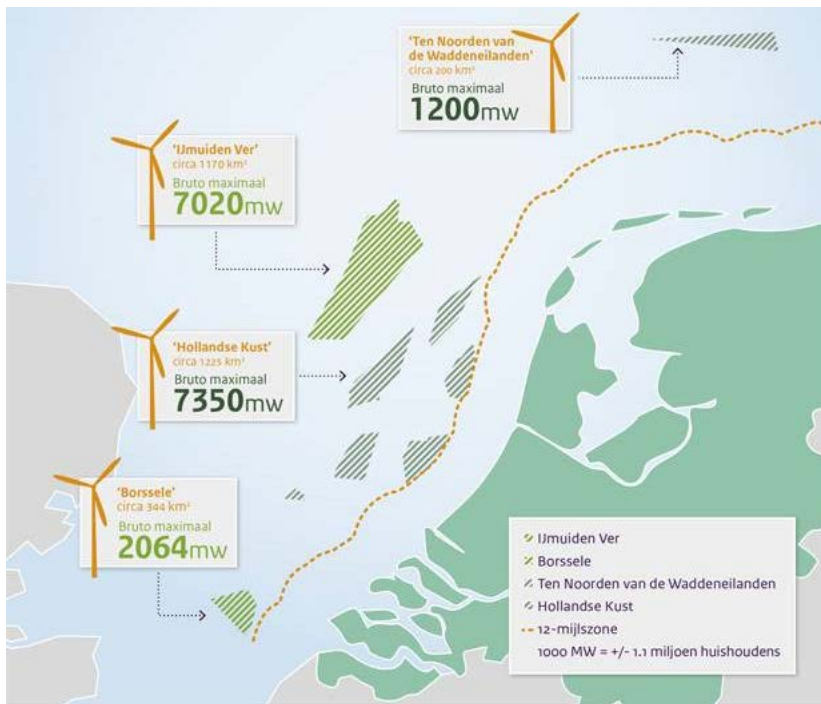 'Ten Noorden van
de Waddeneilanden'
circa 200 km²
Bruto maximaal
1200mw
'IJmuiden Ver'
circa 1170 km²
Bruto maximaal
7020mw
'Hollandse Kust'
circa 1225 km²
Bruto maximaal
7350mw
'Borssele'
circa 344 km²
Bruto maximaal
2064mw
IJmuiden Ver
Borssele
Ten Noorden van de Waddeneilanden
Hollandse Kust
12-mijlszone
1000 MW = +/- 1.1 miljoen huishoudens